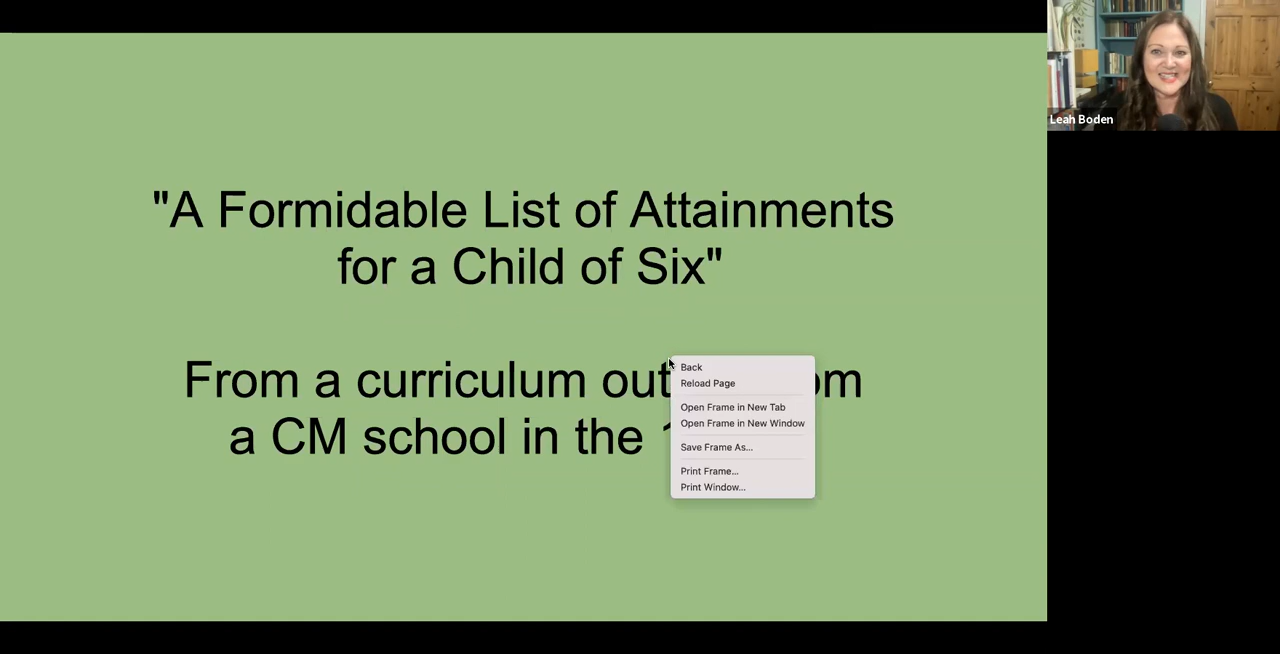 "A Formidable List of Attainments
for a Child of Six"
From a curriculum
a CM school in the
Back
Reload Page
Open Frame in New Tab
Open Frame in New Window
Save Frame As...
Print Frame...
Print Window...
Leah Boden